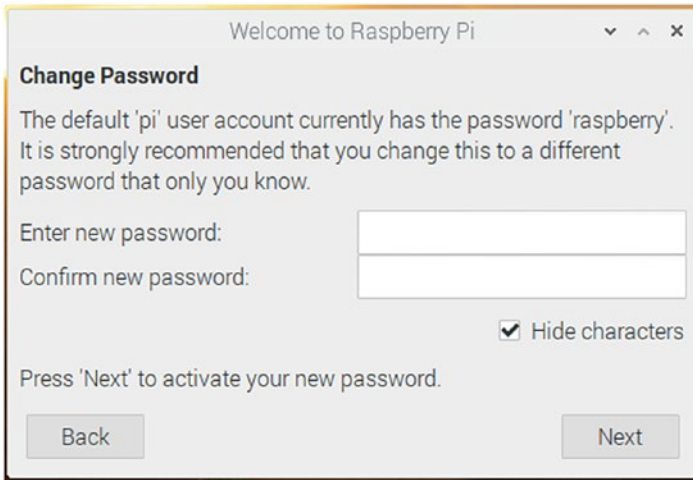 Welcome to Raspberry Pi
Change Password
The default 'pi' user account currently has the password 'raspberry'.
It is strongly recommended that you change this to a different
password that only you know.
Enter new password:
Confirm new password:
Hide characters
Press 'Next' to activate your new password.
Back
Next